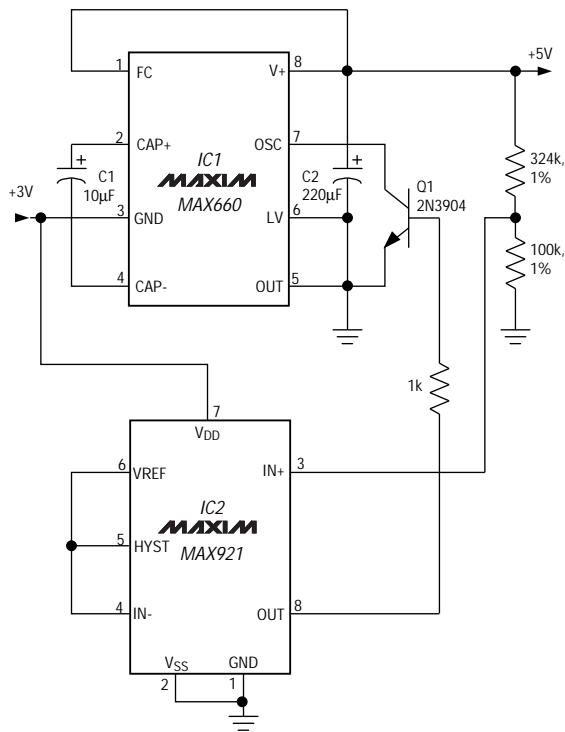 +5V
1 FC
V+ 8
2 CAP+
OSC 7
324k,
1%
+
C1
10µF
IC1
MAXIM
MAX660
+
C2
220µF
Q1
2N3904
+3V
3 GND
LV 6
100k,
1%
4 CAP-
OUT 5
1k
7
VDD
6 VREF
IN+ 3
IC2
MAXIM
MAX921
5 HYST
4 IN-
OUT 8
VSS
GND
2
1